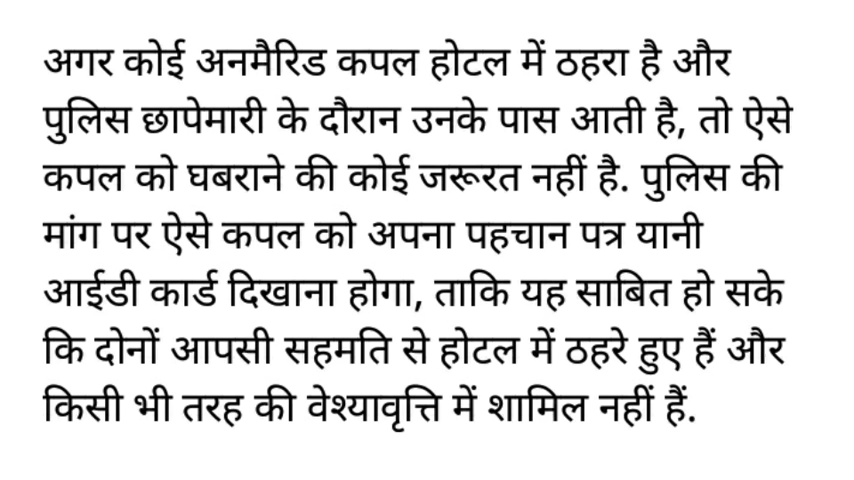 अगर कोई अनमैरिड कपल होटल में ठहरा है और
पुलिस छापेमारी के दौरान उनके पास आती है, तो ऐसे
कपल को घबराने की कोई जरूरत नहीं है. पुलिस की
मांग पर ऐसे कपल को अपना पहचान पत्र यानी
आईडी कार्ड दिखाना होगा, ताकि यह साबित हो सके
कि दोनों आपसी सहमति से होटल में ठहरे हुए हैं और
किसी भी तरह की वेश्यावृत्ति में शामिल नहीं हैं.